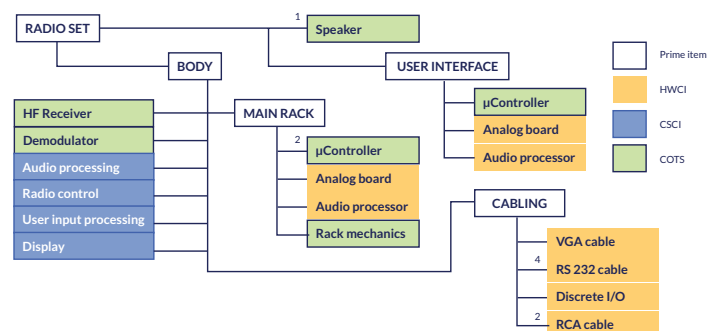 RADIO SET
1
Speaker
BODY
USER INTERFACE
Prime item
HWCI
CSCI
COTS
HF Receiver
Demodulator
Audio processing
Radio control
User input processing
Display
MAIN RACK
2
µController
Analog board
Audio processor
Rack mechanics
µController
Analog board
Audio processor
CABLING
VGA cable
4
RS 232 cable
Discrete I/O
2
RCA cable